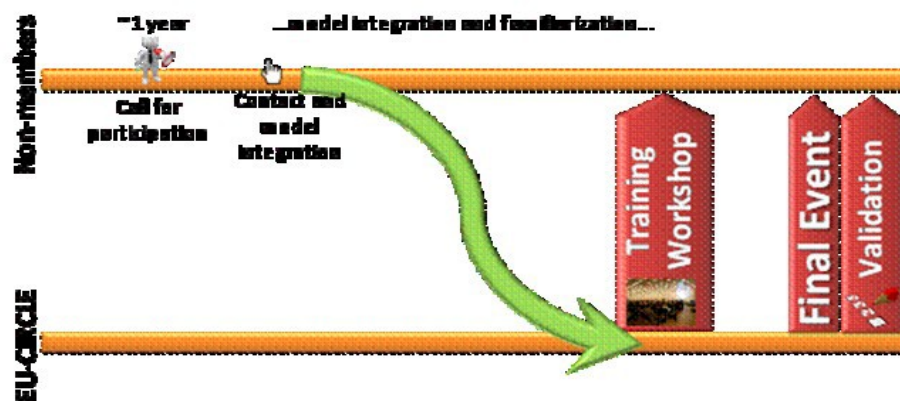 ~1 year
...model integration and familiarization...
Non-members
Call for
participation
Contact and
model
integration
Training
Workshop
Final Event
Validation
EU-CIRCLE